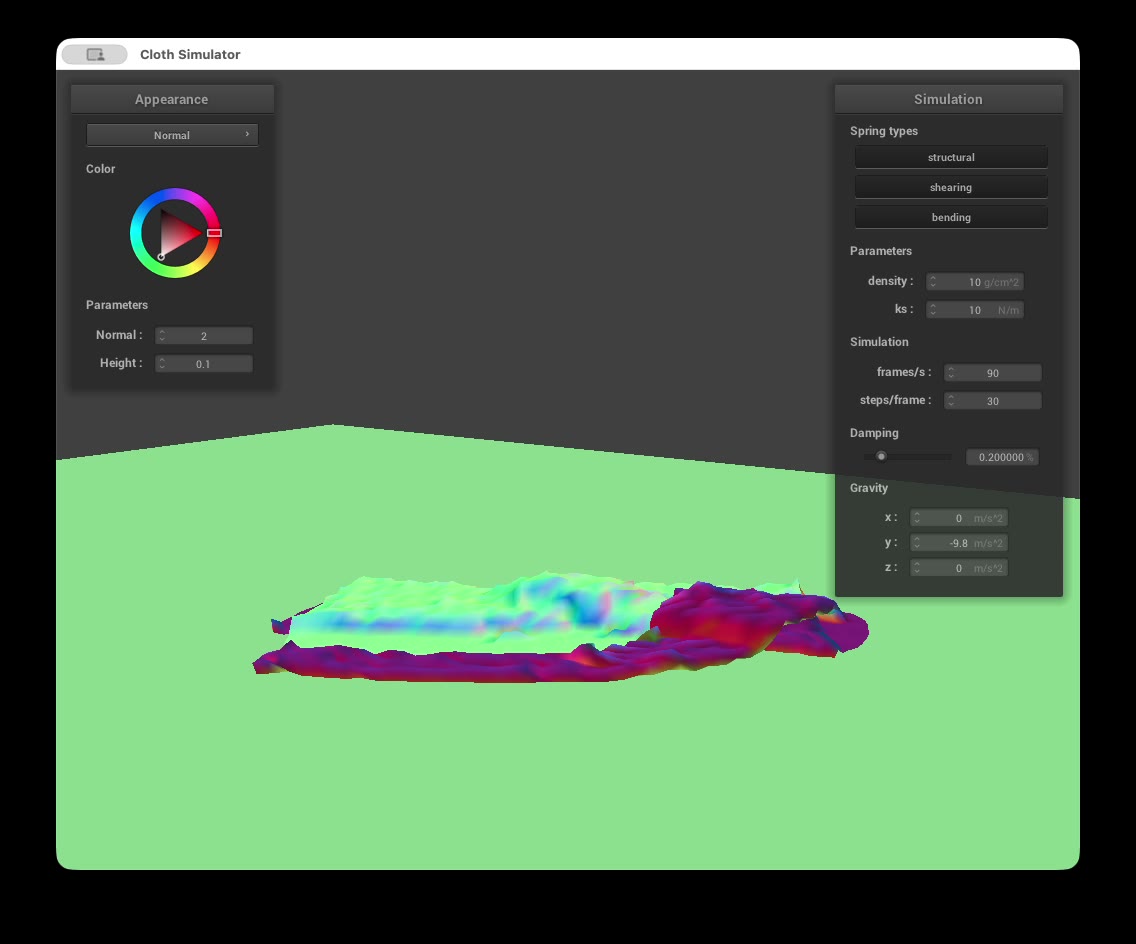 Cloth Simulator
Appearance
Normal
Color
Parameters
Normal :
2
Height :
0.1
Simulation
Spring types
structural
shearing
bending
Parameters
density :
10 g/cm^2
ks :
10 N/m
Simulation
frames/s :
90
steps/frame :
30
Damping
0.200000 %
Gravity
x :
0 m/s^2
y :
-9.8 m/s^2
z :
0 m/s^2